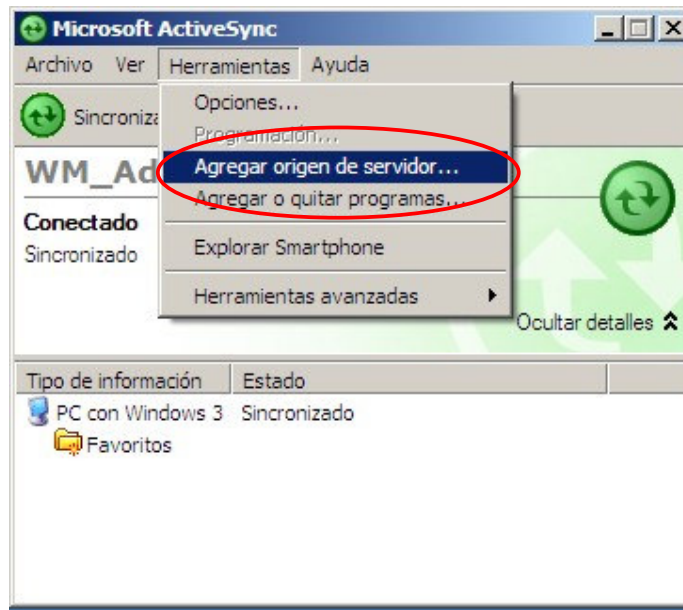 Microsoft ActiveSync
Archivo Ver Herramientas Ayuda
Sincroniza
Opciones...
Programación...
WM_Ad
Agregar origen de servidor...
Agregar o quitar programas...
Conectado
Sincronizado
Explorar Smartphone
Herramientas avanzadas
Ocultar detalles
Tipo de información Estado
PC con Windows 3 Sincronizado
Favoritos